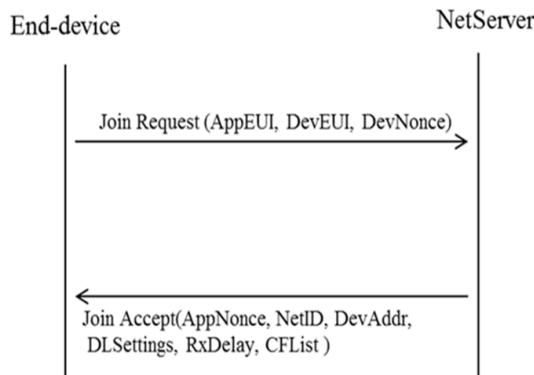 End-device
NetServer
Join Request (AppEUI, DevEUI, DevNonce)
Join Accept(AppNonce, NetID, DevAddr,
DLSettings, RxDelay, CFList )